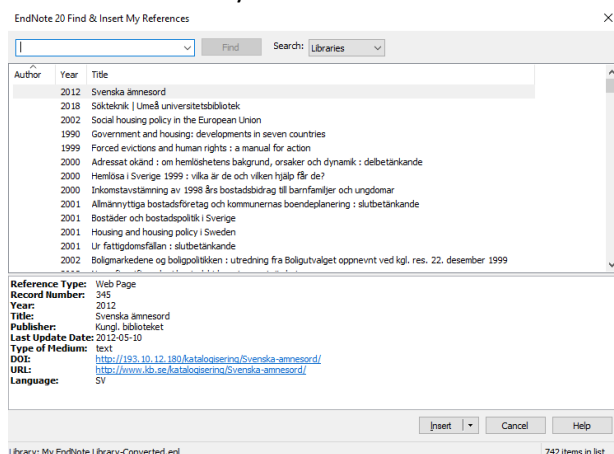 EndNote 20 Find & Insert My References
Find Search: Libraries
Author Year Title
2012 Svenska ämnesord
2018 Sökteknik | Umeå universitetsbibliotek
2002 Social housing policy in the European Union
1990 Government and housing: developments in seven countries
1999 Forced evictions and human rights : a manual for action
2000 Adressat okänd : om hemlöshetens bakgrund, orsaker och dynamik : delbetänkande
2000 Hemlösa i Sverige 1999 : vilka är de och vilken hjälp får de?
2000 Inkomstavstämning av 1998 års bostadsbidrag till barnfamiljer och ungdomar
2001 Allmännyttiga bostadsföretag och kommunernas boendeplanering : slutbetänkande
2001 Bostäder och bostadspolitik i Sverige
2001 Housing and housing policy in Sweden
2001 Ur fattigdomsfällan : slutbetänkande
2002 Boligmarkedene og boligpolitikken : utredning fra Boligutvalget oppnevnt ved kgl. res. 22. desember 1999
Reference Type: Web Page
Record Number: 345
Year: 2012
Title: Svenska ämnesord
Publisher: Kungl. biblioteket
Last Update Date: 2012-05-10
Type of Medium: text
DOI: http://193.10.12.180/katalogisering/Svenska-amnesord/
URL: http://www.kb.se/katalogisering/Svenska-amnesord/
Language: SV
Insert Cancel Help
Library: My EndNote Library-Converted.enl 742 items in list